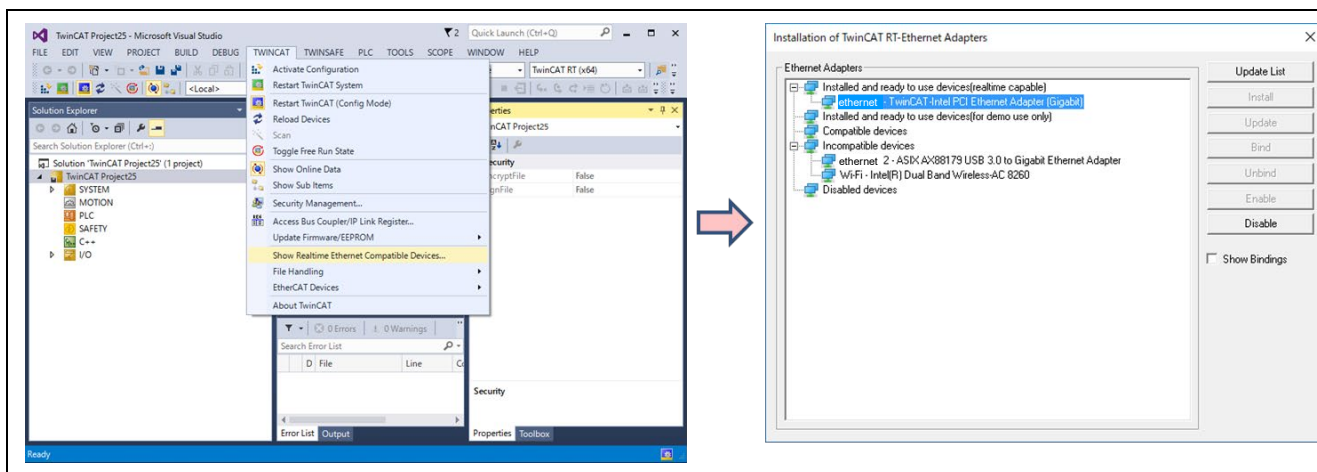 TwinCAT Project25 - Microsoft Visual Studio
2
Quick Launch (Ctrl+Q)
FILE EDIT VIEW PROJECT BUILD DEBUG TWINCAT TWINSAFE PLC TOOLS SCOPE WINDOW HELP
TwinCAT RT (x64)
<Local>
Activate Configuration
Restart TwinCAT System
Restart TwinCAT (Config Mode)
Reload Devices
Scan
Toggle Free Run State
Show Online Data
Show Sub Items
Security Management...
Access Bus Coupler/IP Link Register...
Update Firmware/EEPROM
Show Realtime Ethernet Compatible Devices...
File Handling
EtherCAT Devices
About TwinCAT
Solution Explorer
Search Solution Explorer (Ctrl+:)
Solution 'TwinCAT Project25' (1 project)
TwinCAT Project25
SYSTEM
MOTION
PLC
SAFETY
C++
I/O
erties
nCAT Project25
ecurity
ncryptFile False
gnFile False
0 Errors 0 Warnings
Search Error List
D File Line
Error List Output
Security
Properties Toolbox
Ready
Installation of TwinCAT RT-Ethernet Adapters
Ethernet Adapters
Installed and ready to use devices(realtime capable)
ethernet - TwinCAT-Intel PCI Ethernet Adapter (Gigabit)
Installed and ready to use devices(for demo use only)
Compatible devices
Incompatible devices
ethernet 2 - ASIX AX88179 USB 3.0 to Gigabit Ethernet Adapter
Wi-Fi - Intel(R) Dual Band Wireless-AC 8260
Disabled devices
Update List
Install
Update
Bind
Unbind
Enable
Disable
Show Bindings